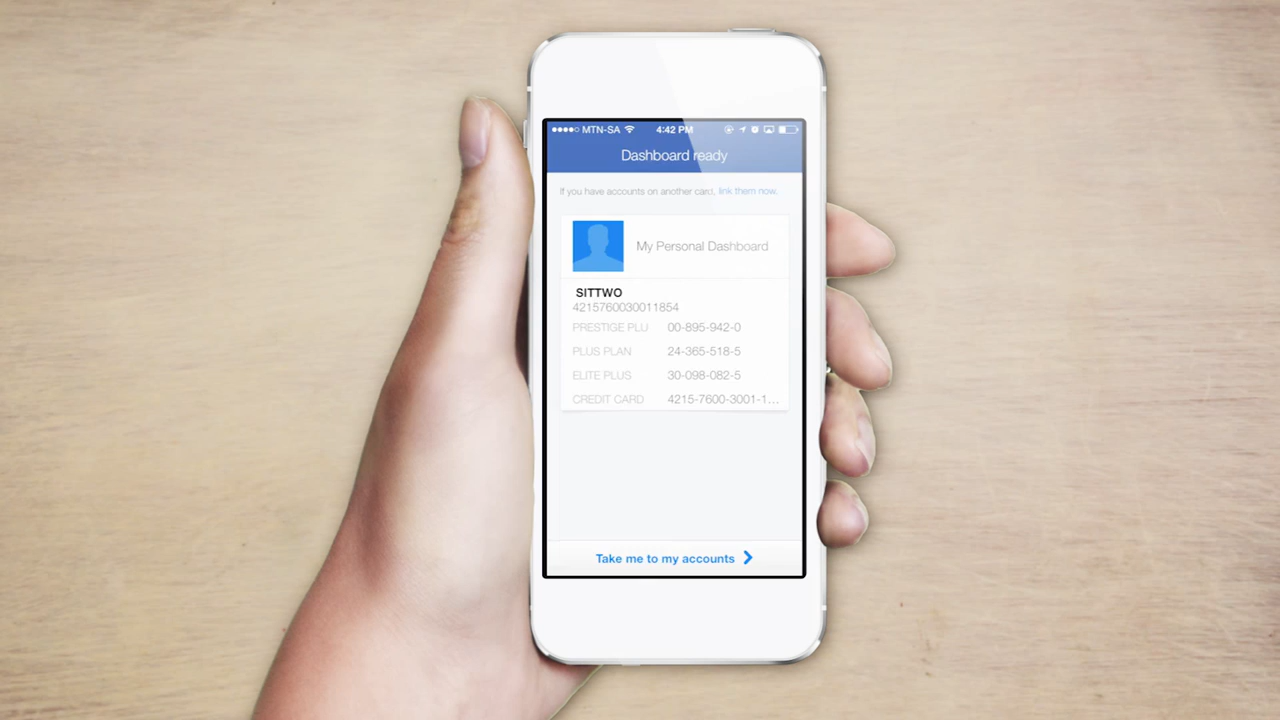 MTN-SA 4:42 PM
Dashboard ready
If you have accounts on another card, link them now.
My Personal Dashboard
SITTWO
4215760030011854
PRESTIGE PLU 00-895-942-0
PLUS PLAN 24-365-518-5
ELITE PLUS 30-098-082-5
CREDIT CARD 4215-7600-3001-1...
Take me to my accounts